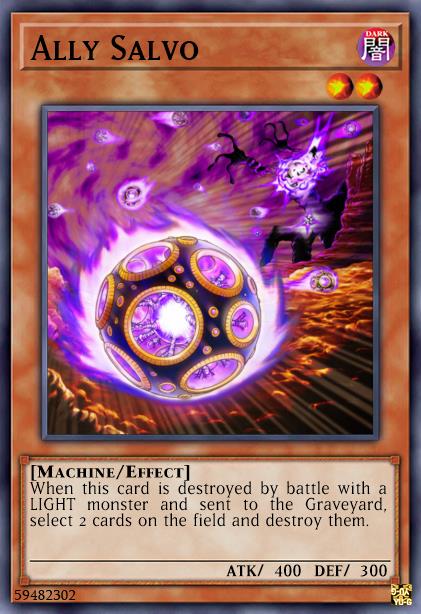 Ally Salvo
DARK
闇
[Machine/Effect]
When this card is destroyed by battle with a
LIGHT monster and sent to the Graveyard,
select 2 cards on the field and destroy them.
ATK/ 400 DEF/ 300
59482302